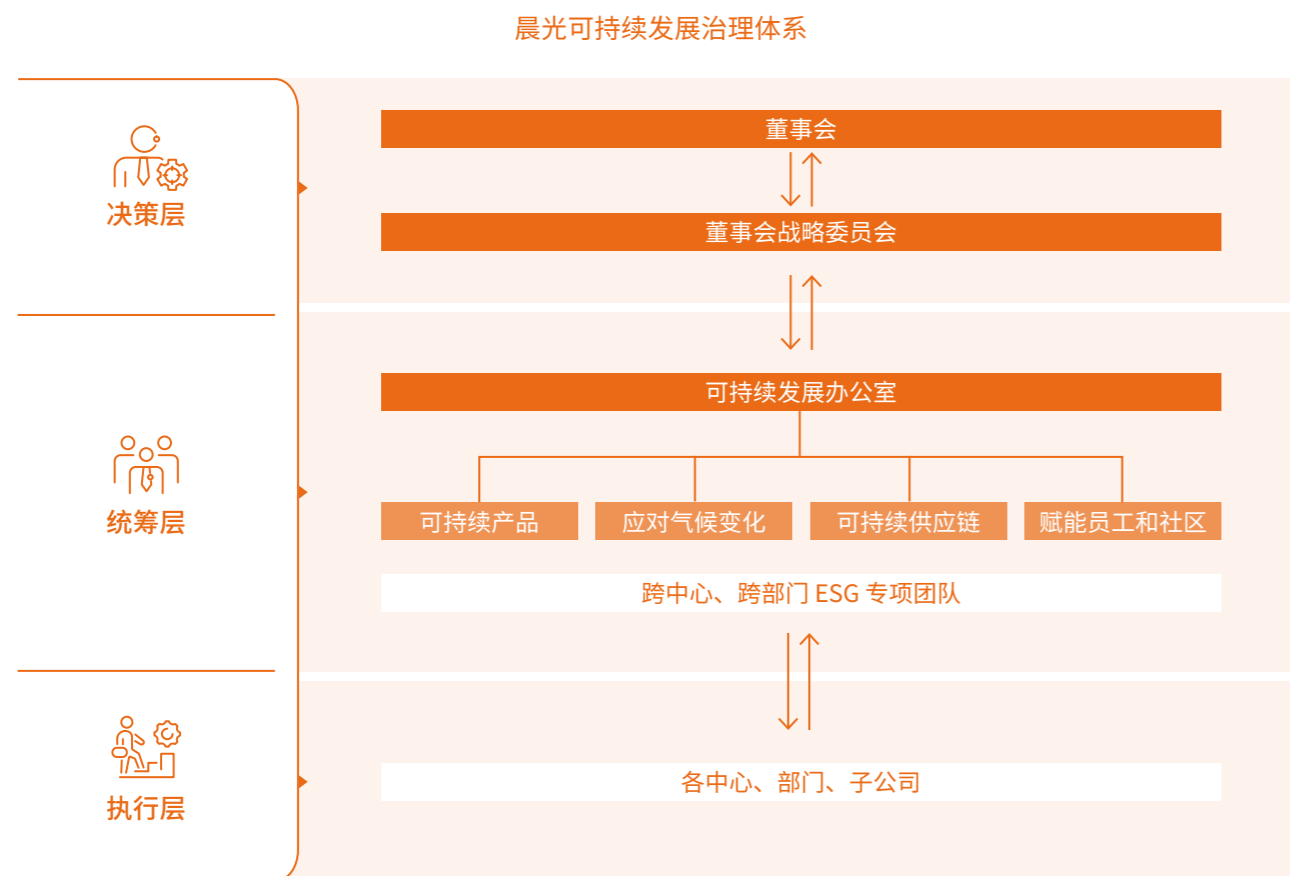 晨光可持续发展治理体系
决策层
董事会
董事会战略委员会
统筹层
可持续发展办公室
可持续产品
应对气候变化
可持续供应链
赋能员工和社区
跨中心、跨部门 ESG 专项团队
执行层
各中心、部门、子公司